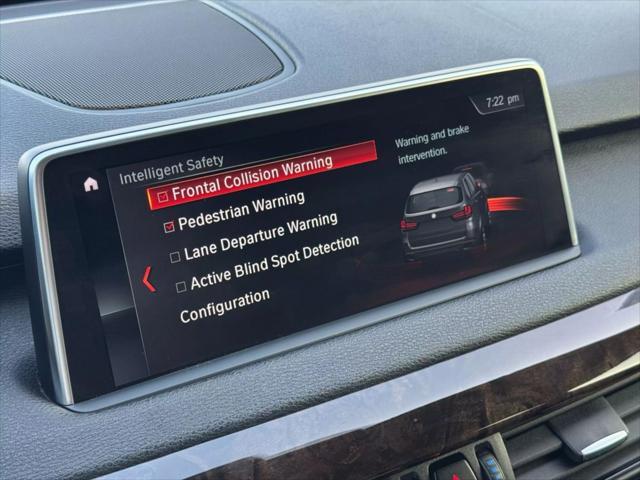 7:22 pm
Intelligent Safety
Frontal Collision Warning
Pedestrian Warning
Lane Departure Warning
Active Blind Spot Detection
Configuration
Warning and brake
intervention.